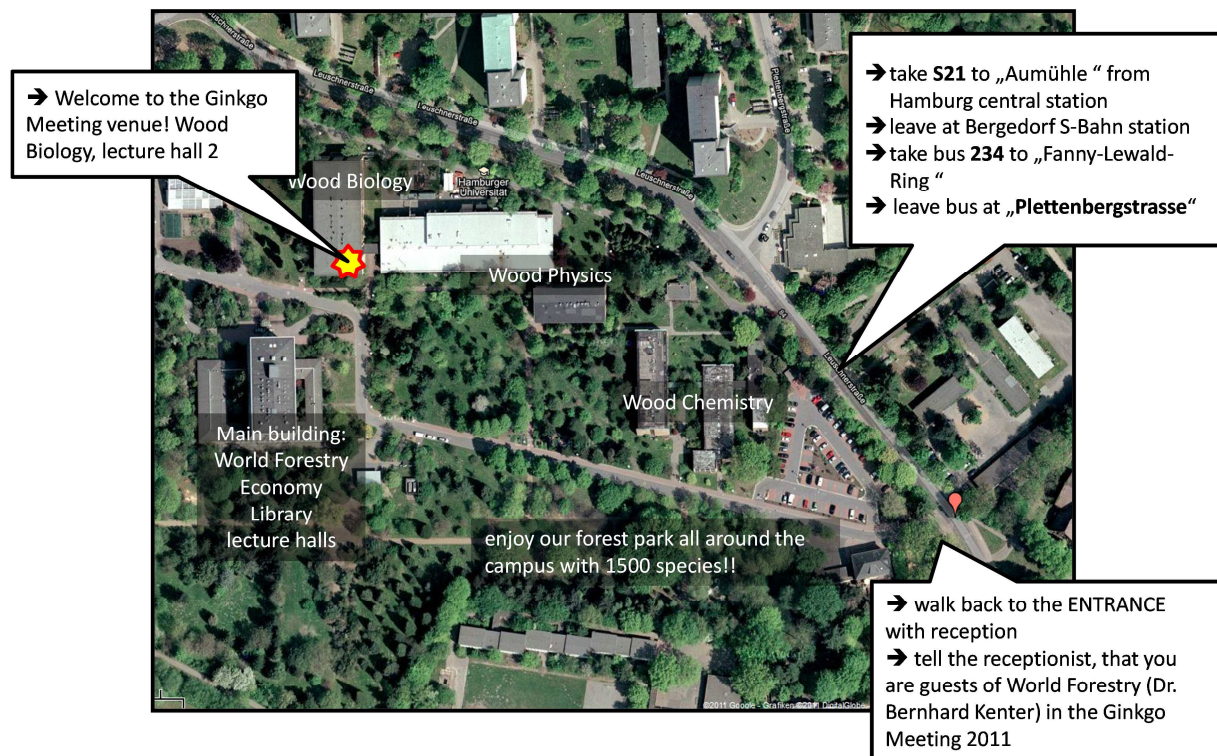 Leuschnerstraße
Leuschnerstraße
Leuschnerstraße
Plettenbergstrasse
➔ Welcome to the Ginkgo
Meeting venue! Wood
Biology, lecture hall 2
➔ take S21 to „Aumühle “ from
Hamburg central station
➔ leave at Bergedorf S-Bahn station
➔ take bus 234 to „Fanny-Lewald-
Ring “
➔ leave bus at „Plettenbergstrasse“
Wood Biology
Hamburger
Universität
Leuschnerstraße
Wood Physics
Leuschnerstraße
Wood Chemistry
Main building:
World Forestry
Economy
Library
lecture halls
enjoy our forest park all around the
campus with 1500 species!!
➔ walk back to the ENTRANCE
with reception
➔ tell the receptionist, that you
are guests of World Forestry (Dr.
Bernhard Kenter) in the Ginkgo
Meeting 2011
©2011 Google - Grafiken ©2011 DigitalGlobe,